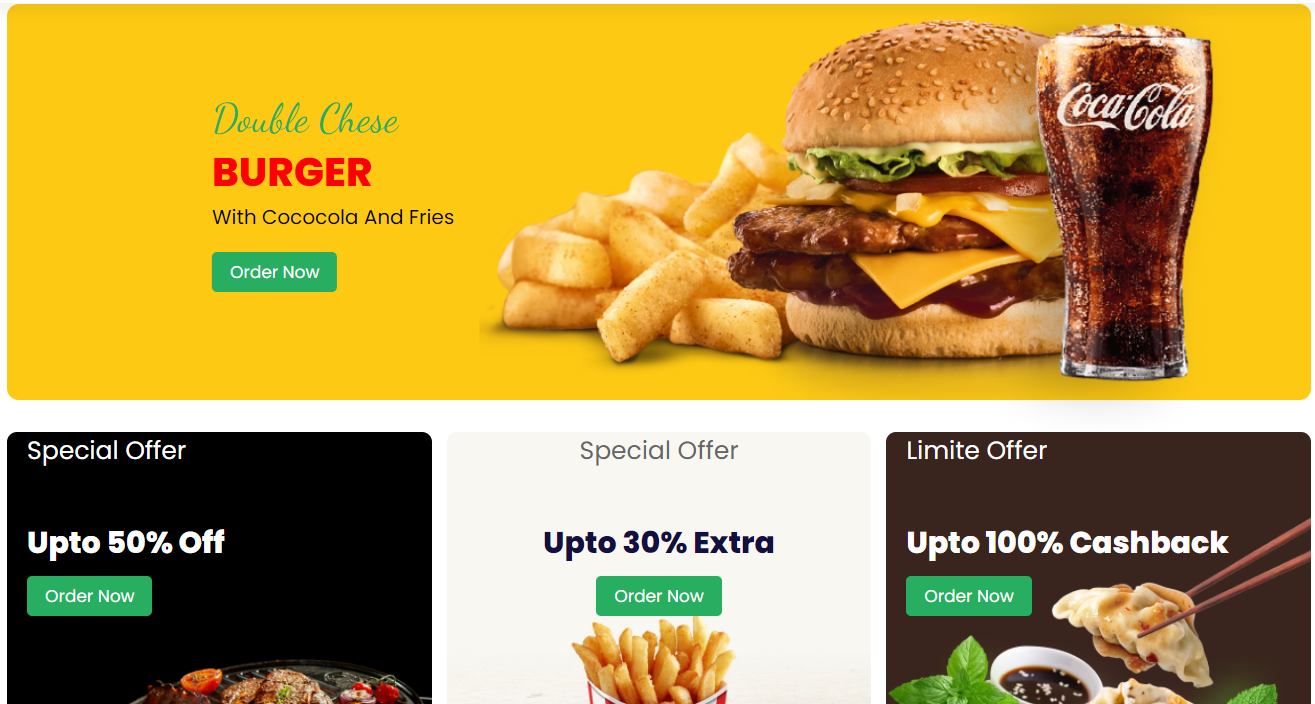 Double Chese
BURGER
With Cococola And Fries
Order Now
Coca-Cola
Special Offer
Upto 50% Off
Order Now
Special Offer
Upto 30% Extra
Order Now
Limite Offer
Upto 100% Cashback
Order Now